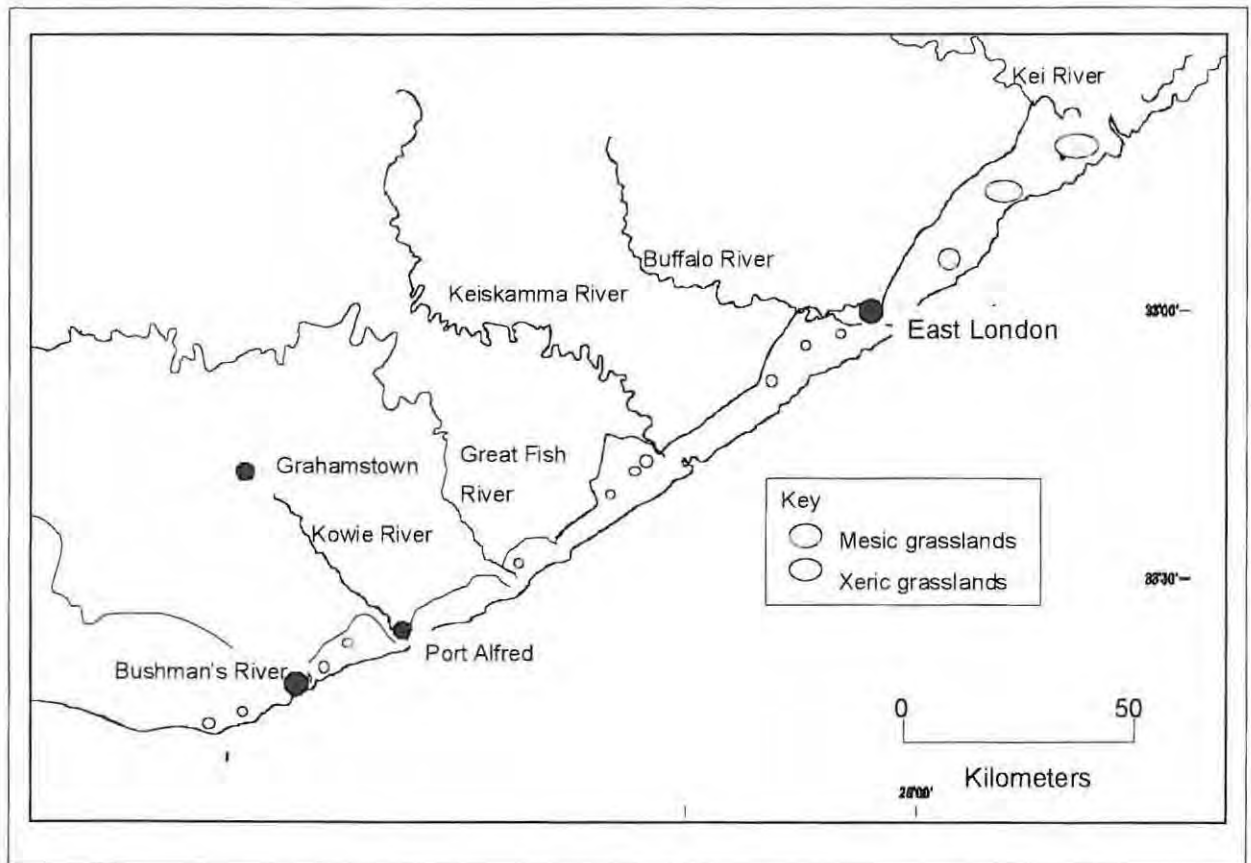 Kei River
Buffalo River
Keiskamma River
33'00'
East London
Great Fish
River
Grahamstown
Kowie River
Key
Mesic grasslands
Xeric grasslands
33'30'
Port Alfred
Bushman's River
0 50
Kilometers
28'00'